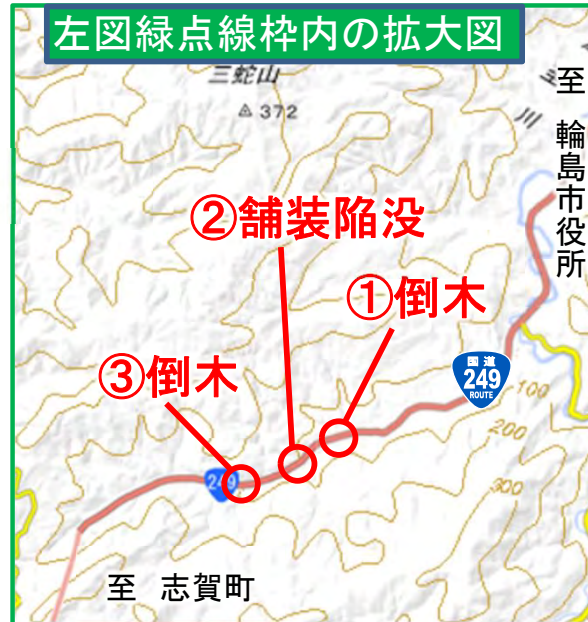 左図緑点線枠内の拡大図
三蛇山
372
川
至 輪島市役所
②舗装陥没
①倒木
国道
249
ROUTE
③倒木
100
200
300
249
至 志賀町